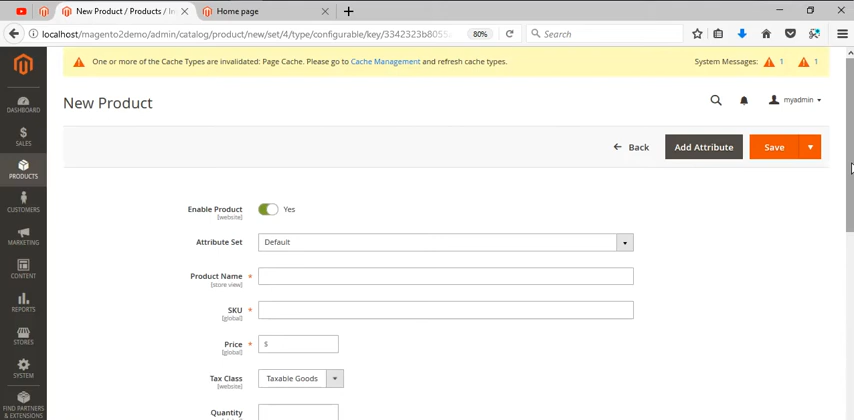 New Product / Products / In
Home page
localhost/magento2demo/admin/catalog/product/new/set/4/type/configurable/key/3342323b8055
80%
Search
One or more of the Cache Types are invalidated: Page Cache. Please go to Cache Management and refresh cache types.
System Messages: 1 1
New Product
myadmin
Back
Add Attribute
Save
DASHBOARD
SALES
PRODUCTS
CUSTOMERS
MARKETING
CONTENT
REPORTS
STORES
SYSTEM
FIND PARTNERS
& EXTENSIONS
Enable Product
[website]
Yes
Attribute Set
Default
Product Name *
[store view]
SKU *
[global]
Price *
[global]
$
Tax Class
[website]
Taxable Goods
Quantity